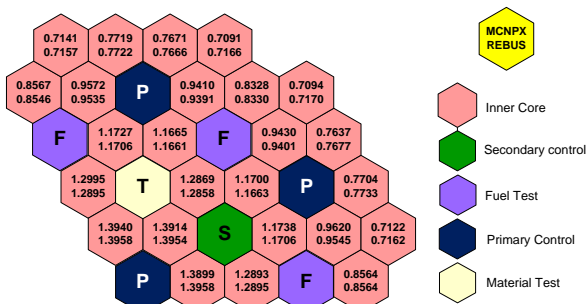 0.7141 0.7719 0.7671 0.7091
0.7157 0.7722 0.7666 0.7166
0.8567 0.9572 P 0.9410 0.8328 0.7094
0.8546 0.9535 0.9391 0.8330 0.7170
F 1.1727 1.1665 F 0.9430 0.7637
1.1706 1.1661 0.9401 0.7677
1.2995 T 1.2869 1.1700 P 0.7704
1.2895 1.2858 1.1663 0.7733
1.3940 1.3914 S 1.1738 0.9620 0.7122
1.3958 1.3954 1.1706 0.9545 0.7162
P 1.3899 1.2893 F 0.8564
1.3958 1.2895 0.8564
MCNPX
REBUS
Inner Core
Secondary control
Fuel Test
Primary Control
Material Test